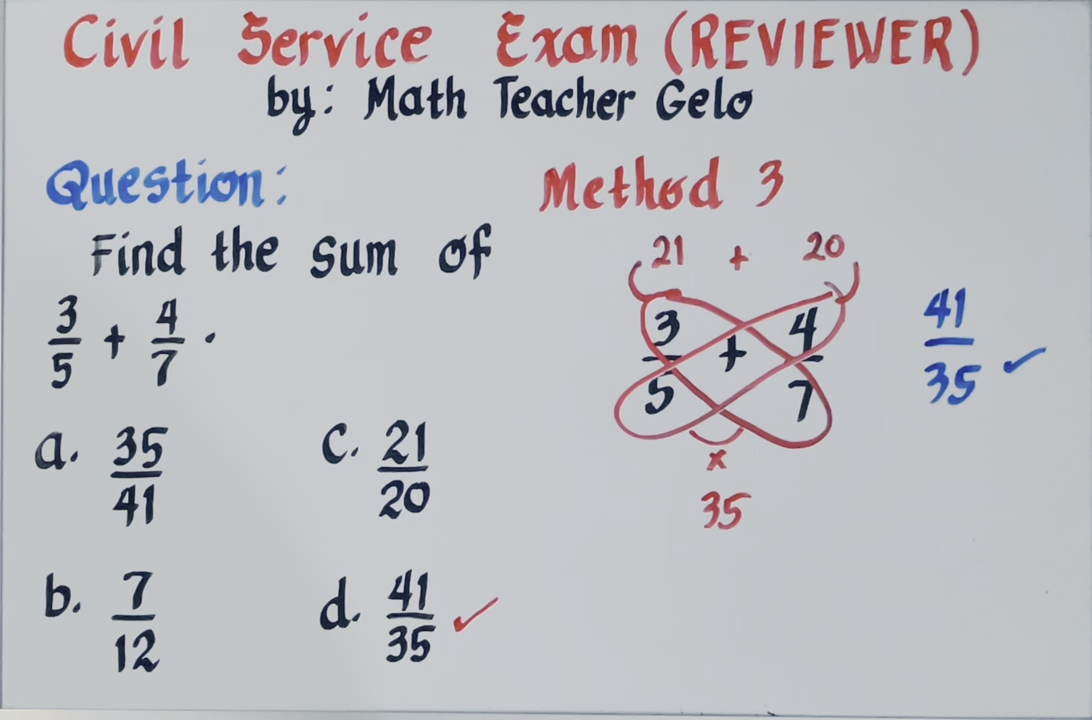 Civil Service Exam (REVIEWER)
by: Math Teacher Gelo
Question:
Find the sum of
3/5 + 4/7.
a. 35/41
c. 21/20
b. 7/12
d. 41/35 ✓
Method 3
21 + 20
3/5 + 4/7
x
35
41/35 ✓